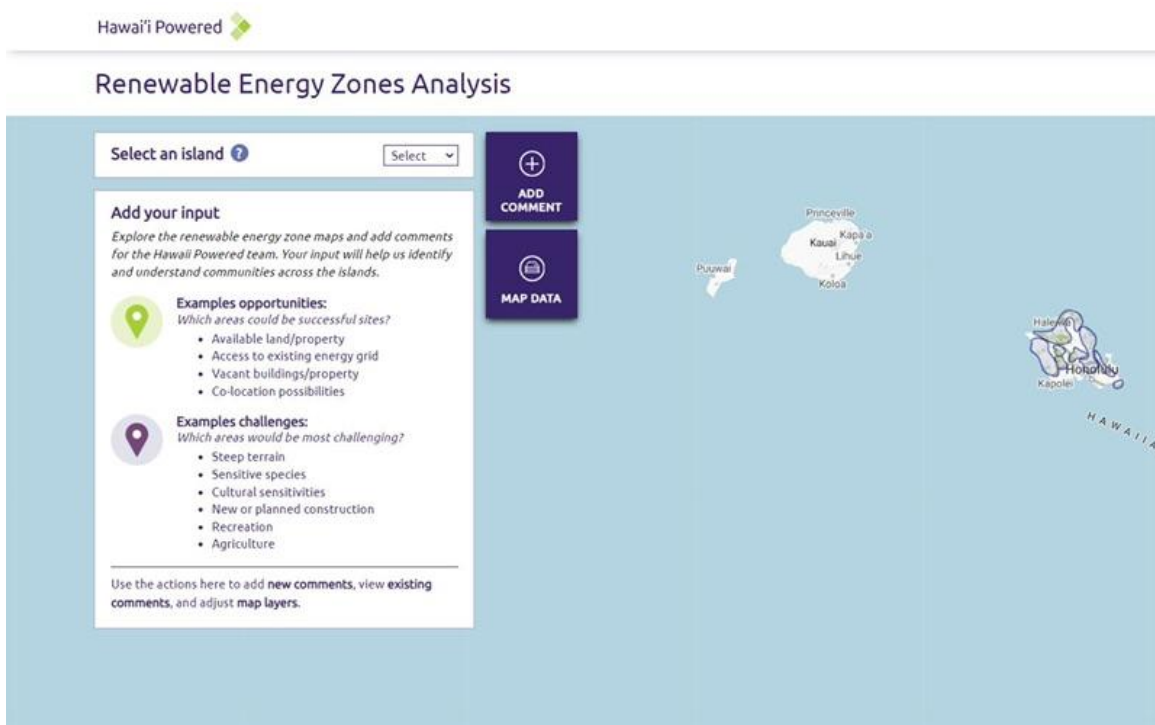 Hawai'i Powered
Renewable Energy Zones Analysis
Select an island ?
Select
Add your input
Explore the renewable energy zone maps and add comments
for the Hawaii Powered team. Your input will help us identify
and understand communities across the islands.
Examples opportunities:
Which areas could be successful sites?
• Available land/property
• Access to existing energy grid
• Vacant buildings/property
• Co-location possibilities
Examples challenges:
Which areas would be most challenging?
• Steep terrain
• Sensitive species
• Cultural sensitivities
• New or planned construction
• Recreation
• Agriculture
Use the actions here to add new comments, view existing
comments, and adjust map layers.
ADD
COMMENT
MAP DATA
Princeville
Kapaa
Kauai
Lihue
Koloa
Puuwai
Haleiwa
Honolulu
Kapolei
HAWAIIA